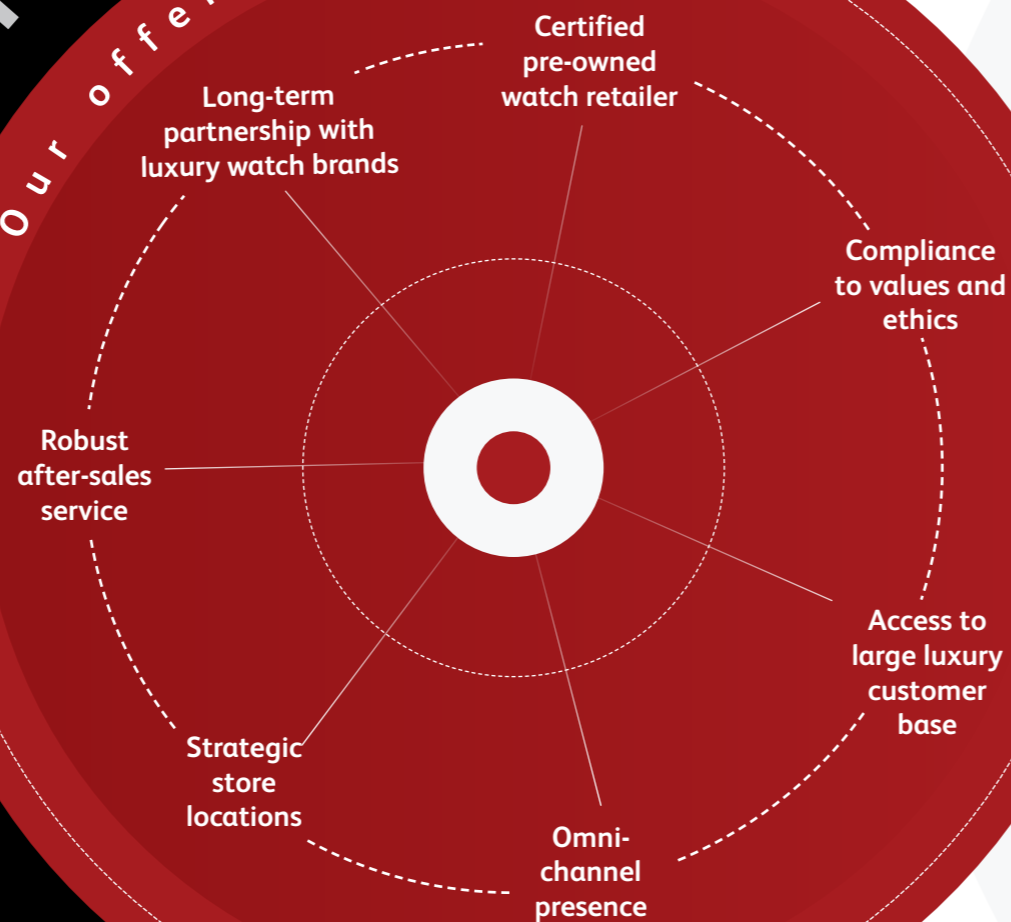 Our
Certified
pre-owned
watch retailer
Long-term
partnership with
luxury watch brands
Compliance
to values and
ethics
Robust
after-sales
service
Access to
large luxury
customer
base
Strategic
store
locations
Omni-
channel
presence